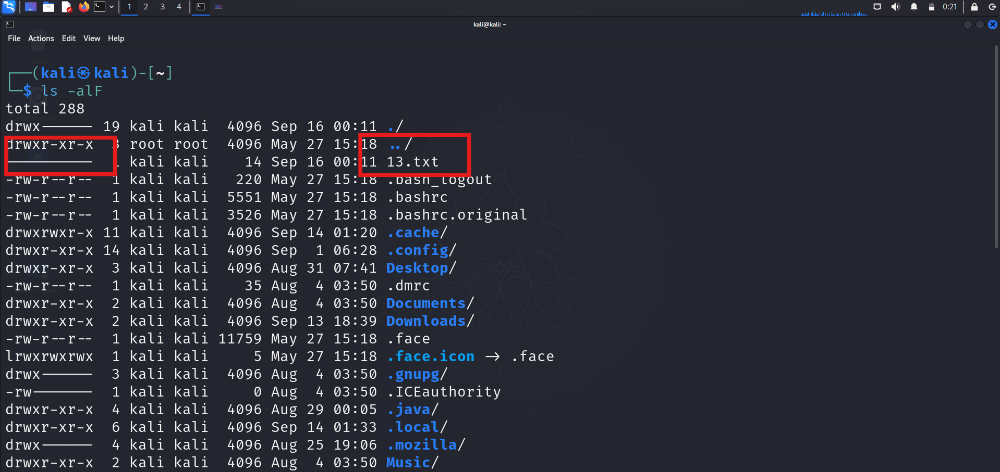 1 2 3 4 0:21
kali@kali: ~
File Actions Edit View Help
Trash
┌──(kali㉿kali)-[~]
└─$ ls -alF
total 288
File System
drwx------ 19 kali kali 4096 Sep 16 00:11 ./
drwxr-xr-x 3 root root 4096 May 27 15:18 ../
---------- 1 kali kali 14 Sep 16 00:11 13.txt
-rw-r--r-- 1 kali kali 220 May 27 15:18 .bash_logout
-rw-r--r-- 1 kali kali 5551 May 27 15:18 .bashrc
-rw-r--r-- 1 kali kali 3526 May 27 15:18 .bashrc.original
drwxrwxr-x 11 kali kali 4096 Sep 14 01:20 .cache/
drwxr-xr-x 14 kali kali 4096 Sep 1 06:28 .config/
drwxr-xr-x 3 kali kali 4096 Aug 31 07:41 Desktop/
-rw-r--r-- 1 kali kali 35 Aug 4 03:50 .dmrc
drwxr-xr-x 2 kali kali 4096 Aug 4 03:50 Documents/
drwxr-xr-x 2 kali kali 4096 Sep 13 18:39 Downloads/
-rw-r--r-- 1 kali kali 11759 May 27 15:18 .face
lrwxrwxrwx 1 kali kali 5 May 27 15:18 .face.icon -> .face
drwx------ 3 kali kali 4096 Aug 4 03:50 .gnupg/
-rw------- 1 kali kali 0 Aug 4 03:50 .ICEauthority
drwxr-xr-x 4 kali kali 4096 Aug 29 00:05 .java/
drwxr-xr-x 6 kali kali 4096 Sep 14 01:33 .local/
drwx------ 4 kali kali 4096 Aug 25 19:06 .mozilla/
drwxr-xr-x 2 kali kali 4096 Aug 4 03:50 Music/